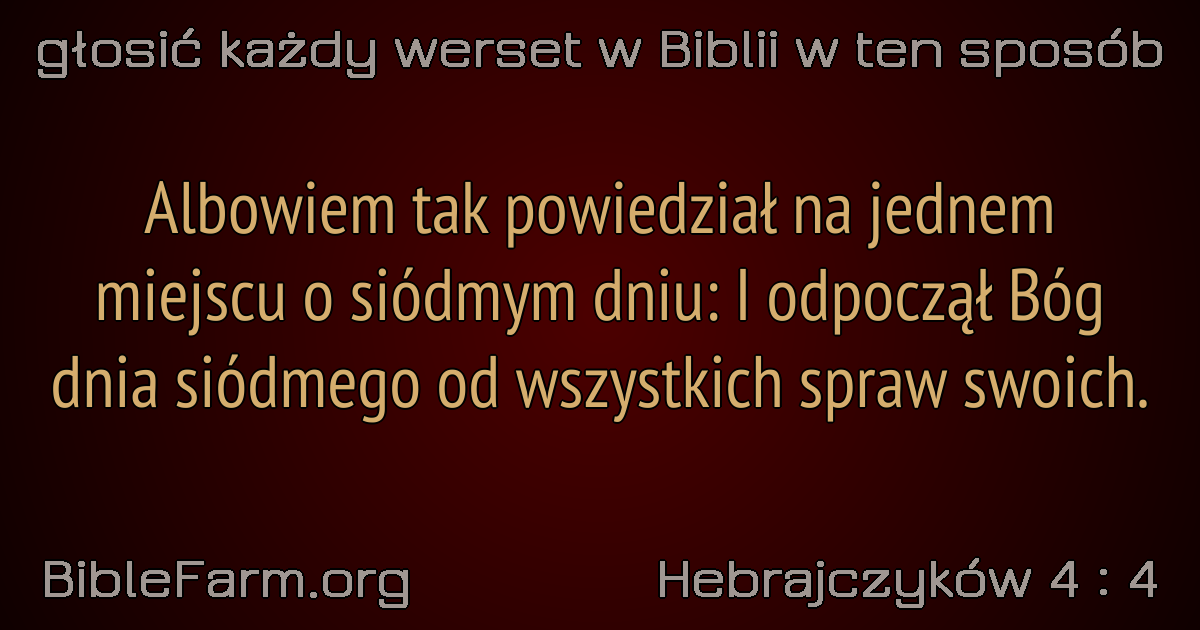 głosić każdy werset w Biblii w ten sposób
Albowiem tak powiedział na jednem
miejscu o siódmym dniu: I odpoczął Bóg
dnia siódmego od wszystkich spraw swoich.
BibleFarm.org
Hebrajczyków 4 : 4